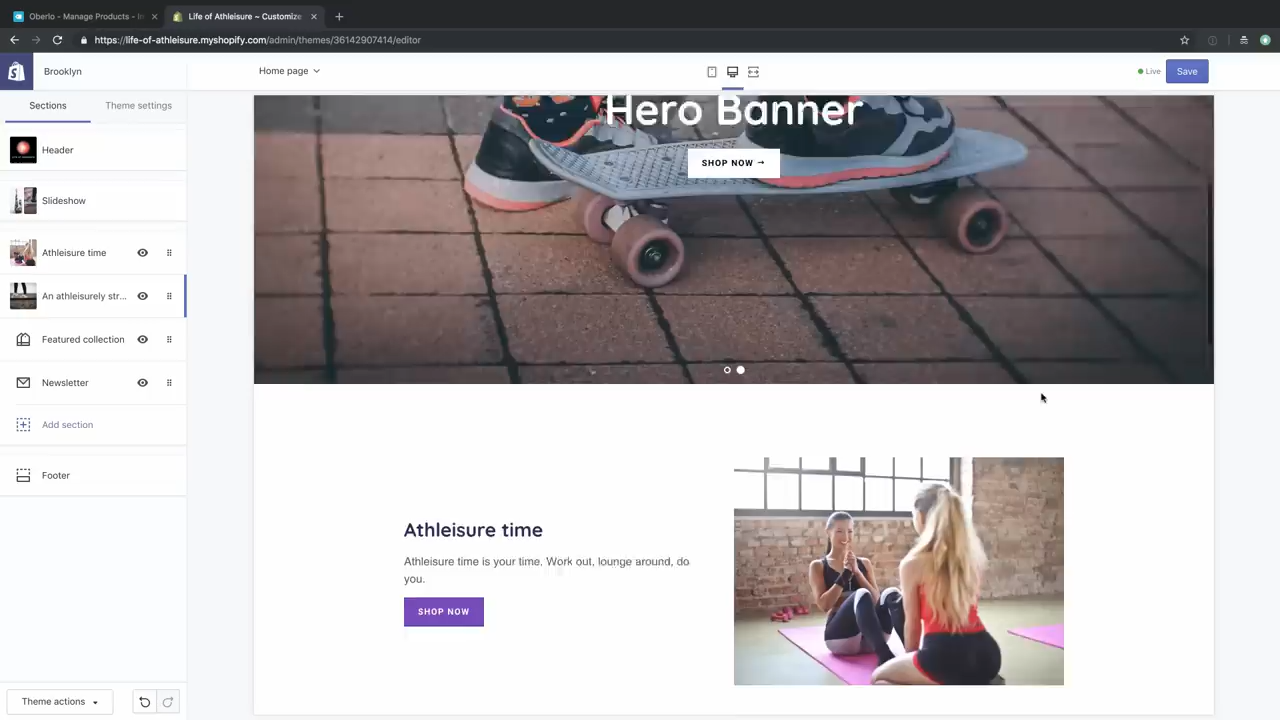 Oberlo - Manage Products - I
Life of Athleisure ~ Customize
https://life-of-athleisure.myshopify.com/admin/themes/36142907414/editor
Brooklyn
Home page
Live
Save
Sections
Theme settings
Header
Slideshow
Athleisure time
An athleisurely str...
Featured collection
Newsletter
Add section
Footer
Theme actions
Hero Banner
SHOP NOW →
Athleisure time
Athleisure time is your time. Work out, lounge around, do
you.
SHOP NOW